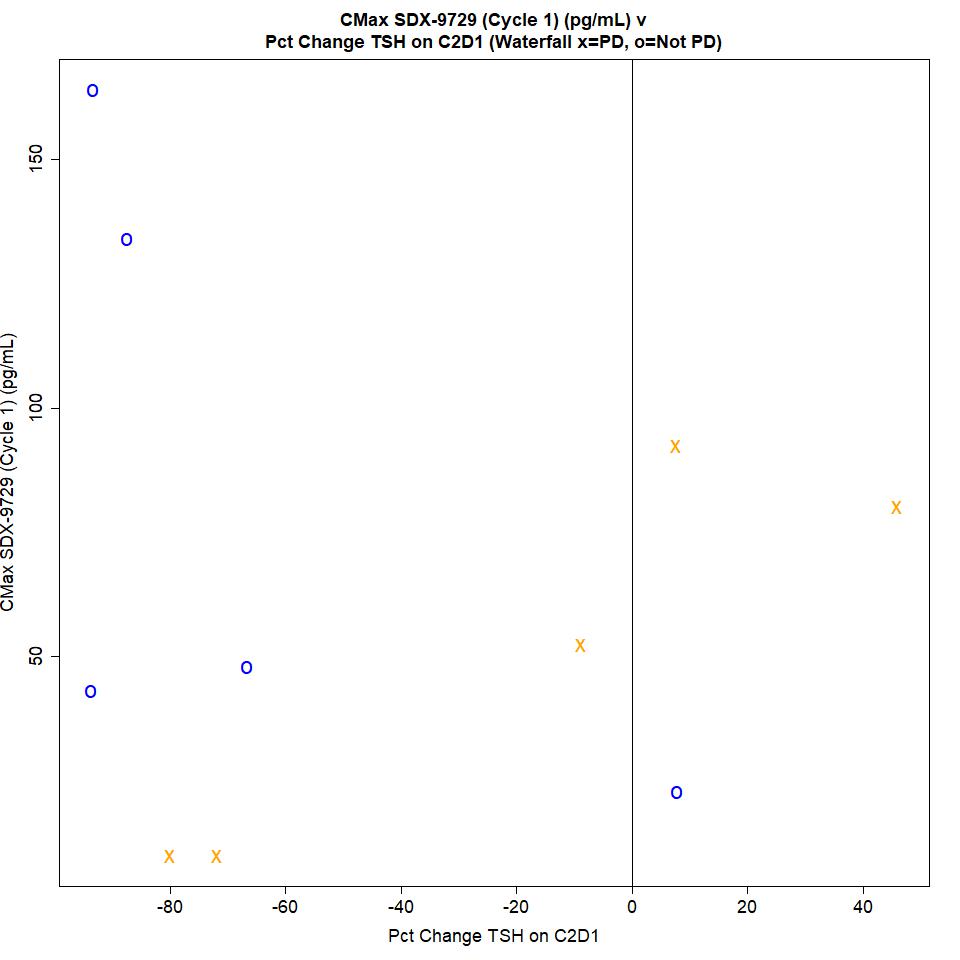 CMax SDX-9729 (Cycle 1) (pg/mL) v
Pct Change TSH on C2D1 (Waterfall x=PD, o=Not PD)
CMax SDX-9729 (Cycle 1) (pg/mL)
150
100
50
o
o
x
x
x
o
o
o
x
x
-80
-60
-40
-20
0
20
40
Pct Change TSH on C2D1